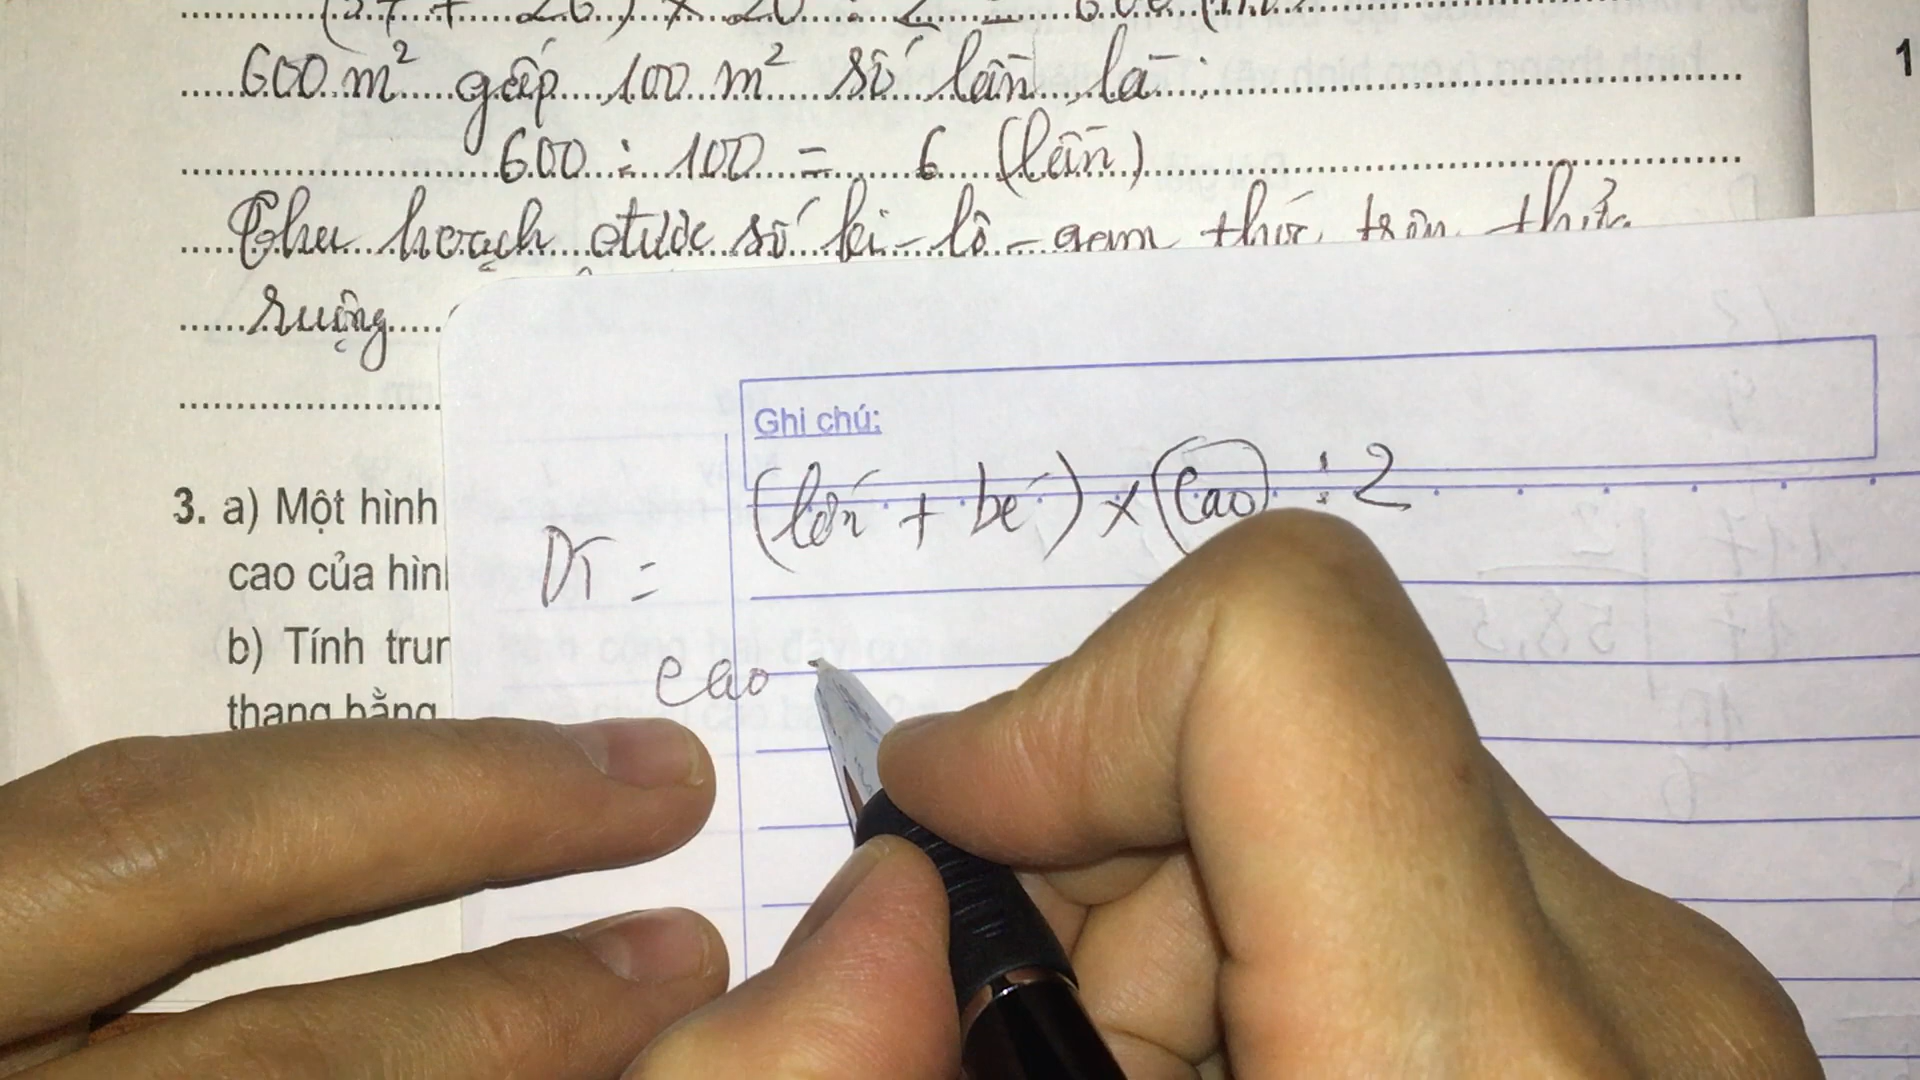 600 m² gấp 100 m² số lần là:
600 : 100 = 6 (lần)
Thu hoạch được số ki-lô-gam thóc trên thửa
ruộng
1
Ghi chú:
DT = (lớn + bé) × cao : 2
cao
3. a) Một hình
cao của
b) Tính
thang bằng